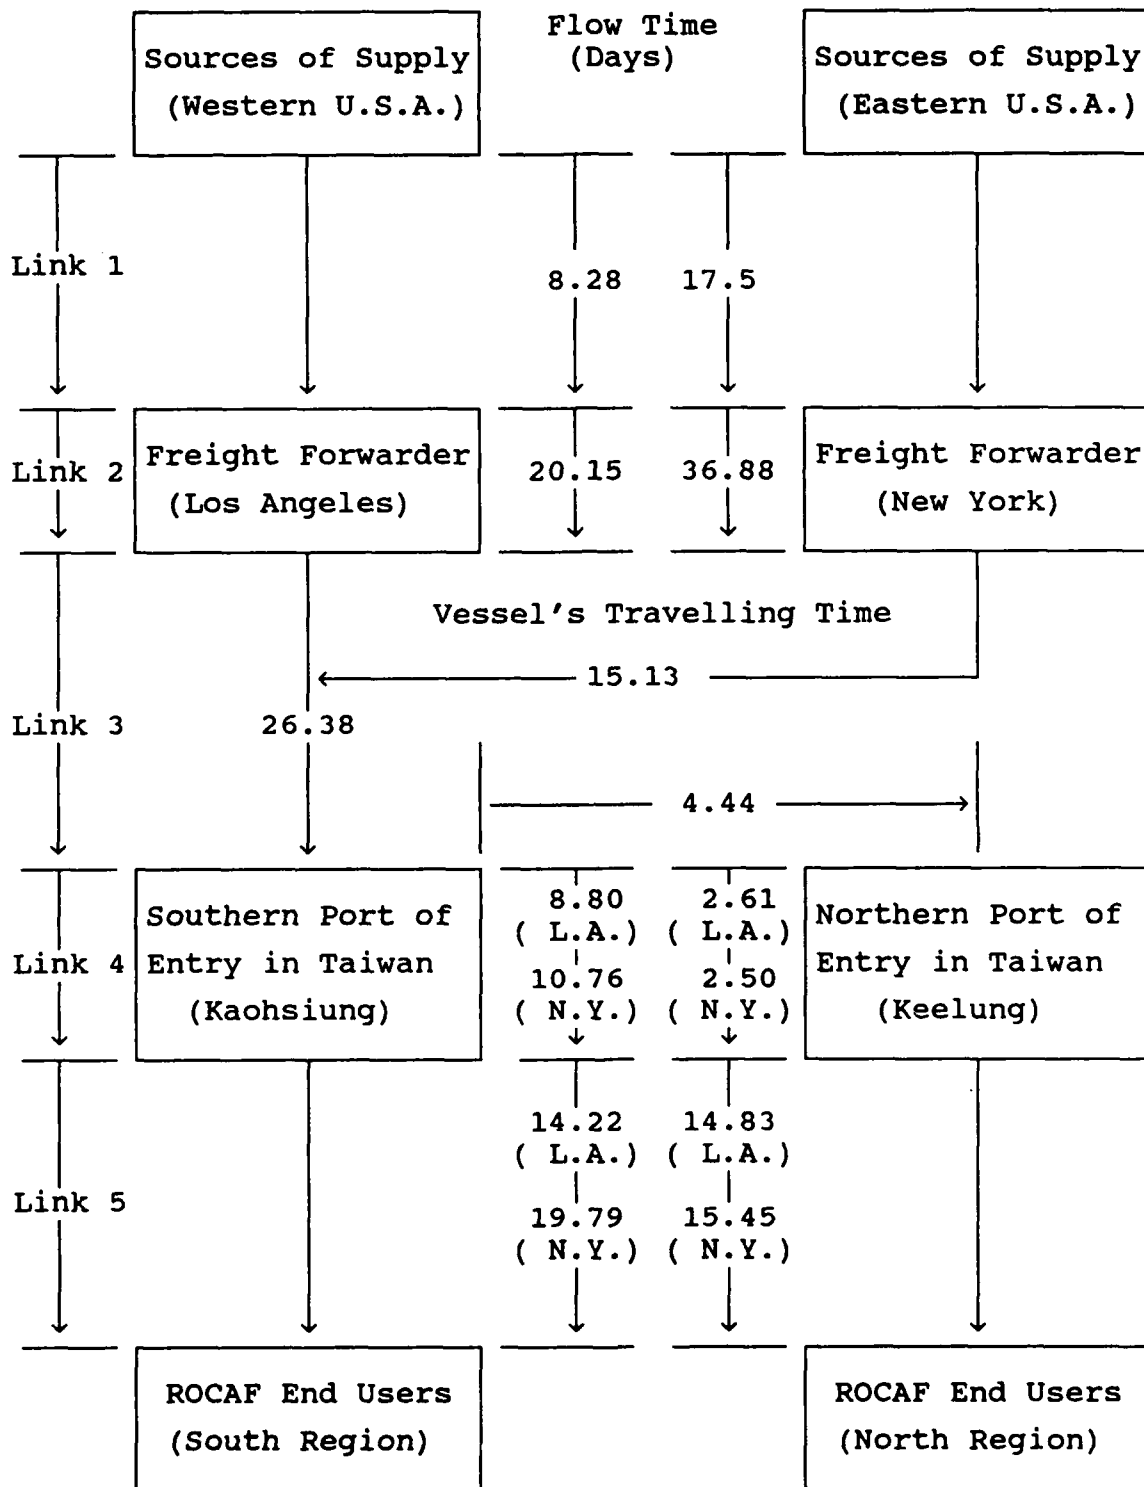 Flow Time
(Days)
Sources of Supply
(Western U.S.A.)
Sources of Supply
(Eastern U.S.A.)
Link 1
8.28
17.5
Link 2
Freight Forwarder
(Los Angeles)
20.15
36.88
Freight Forwarder
(New York)
Vessel's Travelling Time
15.13
Link 3
26.38
4.44
Link 4
Southern Port of
Entry in Taiwan
(Kaohsiung)
8.80
( L.A.)
10.76
( N.Y.)
2.61
( L.A.)
2.50
( N.Y.)
Northern Port of
Entry in Taiwan
(Keelung)
Link 5
14.22
( L.A.)
19.79
( N.Y.)
14.83
( L.A.)
15.45
( N.Y.)
ROCAF End Users
(South Region)
ROCAF End Users
(North Region)